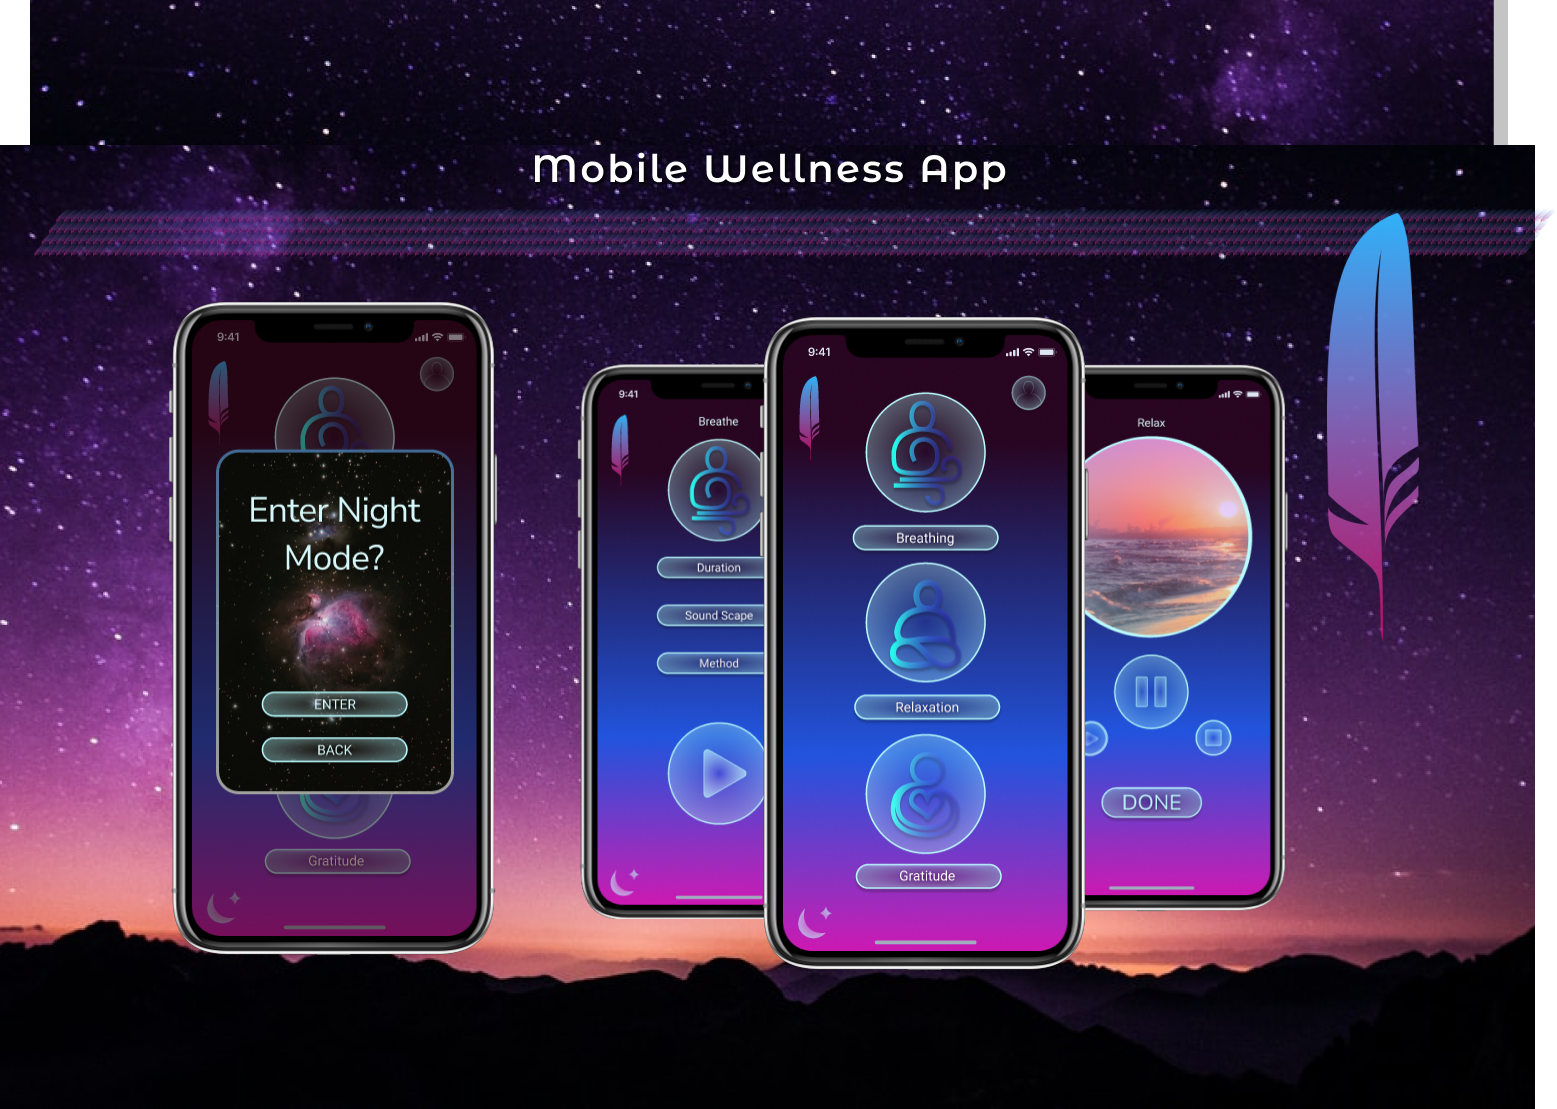 Mobile Wellness App
9:41
Enter Night
Mode?
ENTER
BACK
Gratitude
9:41
Breathe
Duration
Sound Scape
Method
9:41
Breathing
Relaxation
Gratitude
Relax
DONE